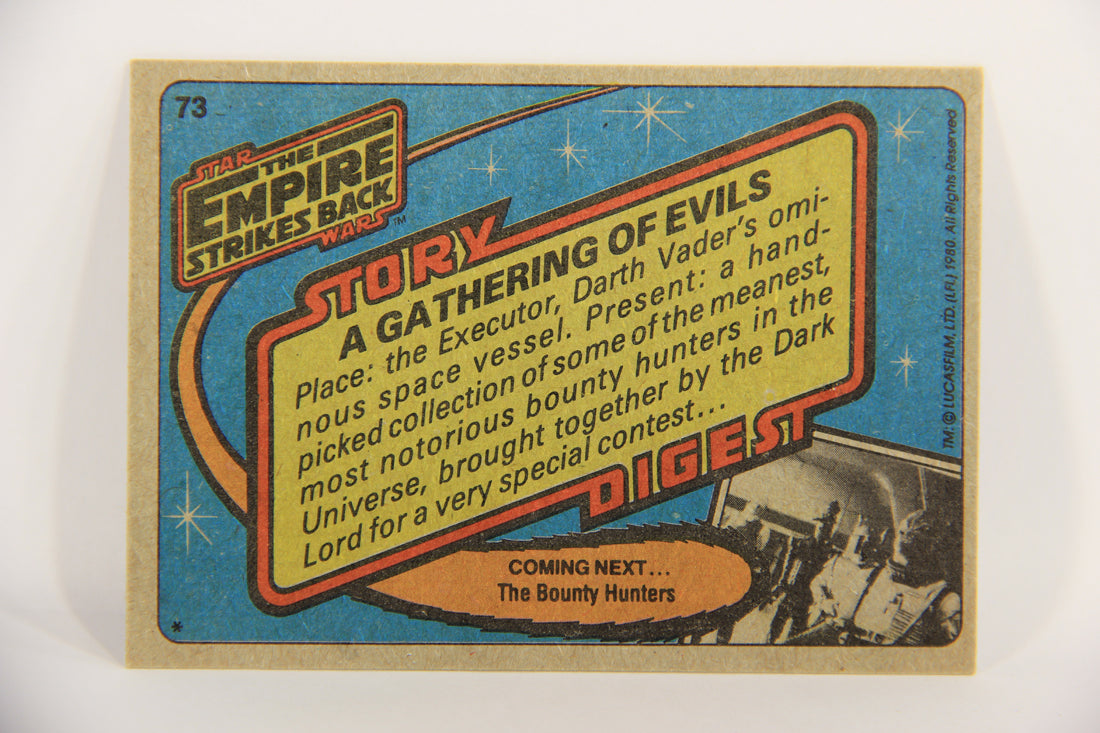 73
STAR
THE
EMPIRE
STRIKES BACK
WARS TM
STORY
A GATHERING OF EVILS
Place: the Executor, Darth Vader's omi-
nous space vessel. Present: a hand-
picked collection of some of the meanest,
most notorious bounty hunters in the
Universe, brought together by the Dark
Lord for a very special contest...
DIGEST
COMING NEXT...
The Bounty Hunters
*
TM: © LUCASFILM, LTD. (LFL) 1980. All Rights Reserved